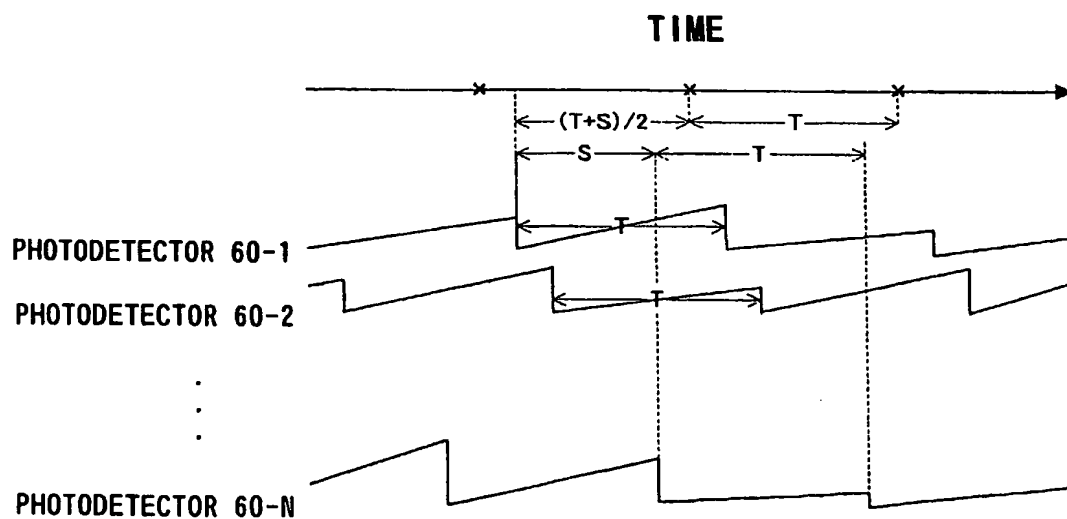 TIME
(T+S)/2 T
S T
T
PHOTODETECTOR 60-1
T
PHOTODETECTOR 60-2
PHOTODETECTOR 60-N